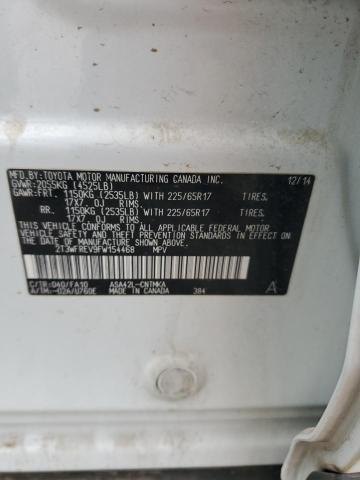 MFD.BY:TOYOTA MOTOR MANUFACTURING CANADA INC. 12/14
GVWR:2055KG (4525LB)
GAWR:FRT. 1150KG (2535LB) WITH 225/65R17 TIRES.
17X7.0J RIMS.
RR. 1150KG (2535LB) WITH 225/65R17 TIRES.
17X7.0J RIMS.
THIS VEHICLE CONFORMS TO ALL APPLICABLE FEDERAL MOTOR
VEHICLE SAFETY AND THEFT PREVENTION STANDARDS IN
EFFECT ON THE DATE OF MANUFACTURE SHOWN ABOVE.
2T3WFREV9FW154468 MPV
C/TR:040/FA10 ASA42L-CNTMKA A
A/TM:-02A/U760E MADE IN CANADA 384